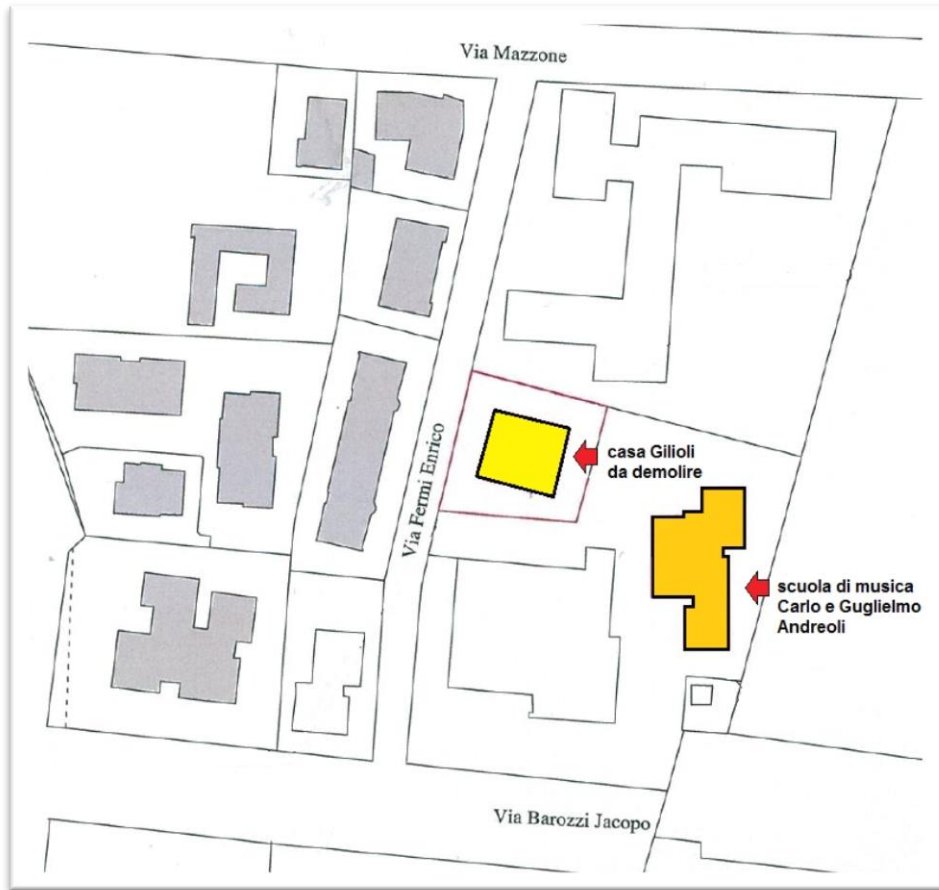 Via Mazzone
Via Fermi Enrico
casa Gilioli
da demolire
scuola di musica
Carlo e Guglielmo
Andreoli
Via Barozzi Jacopo